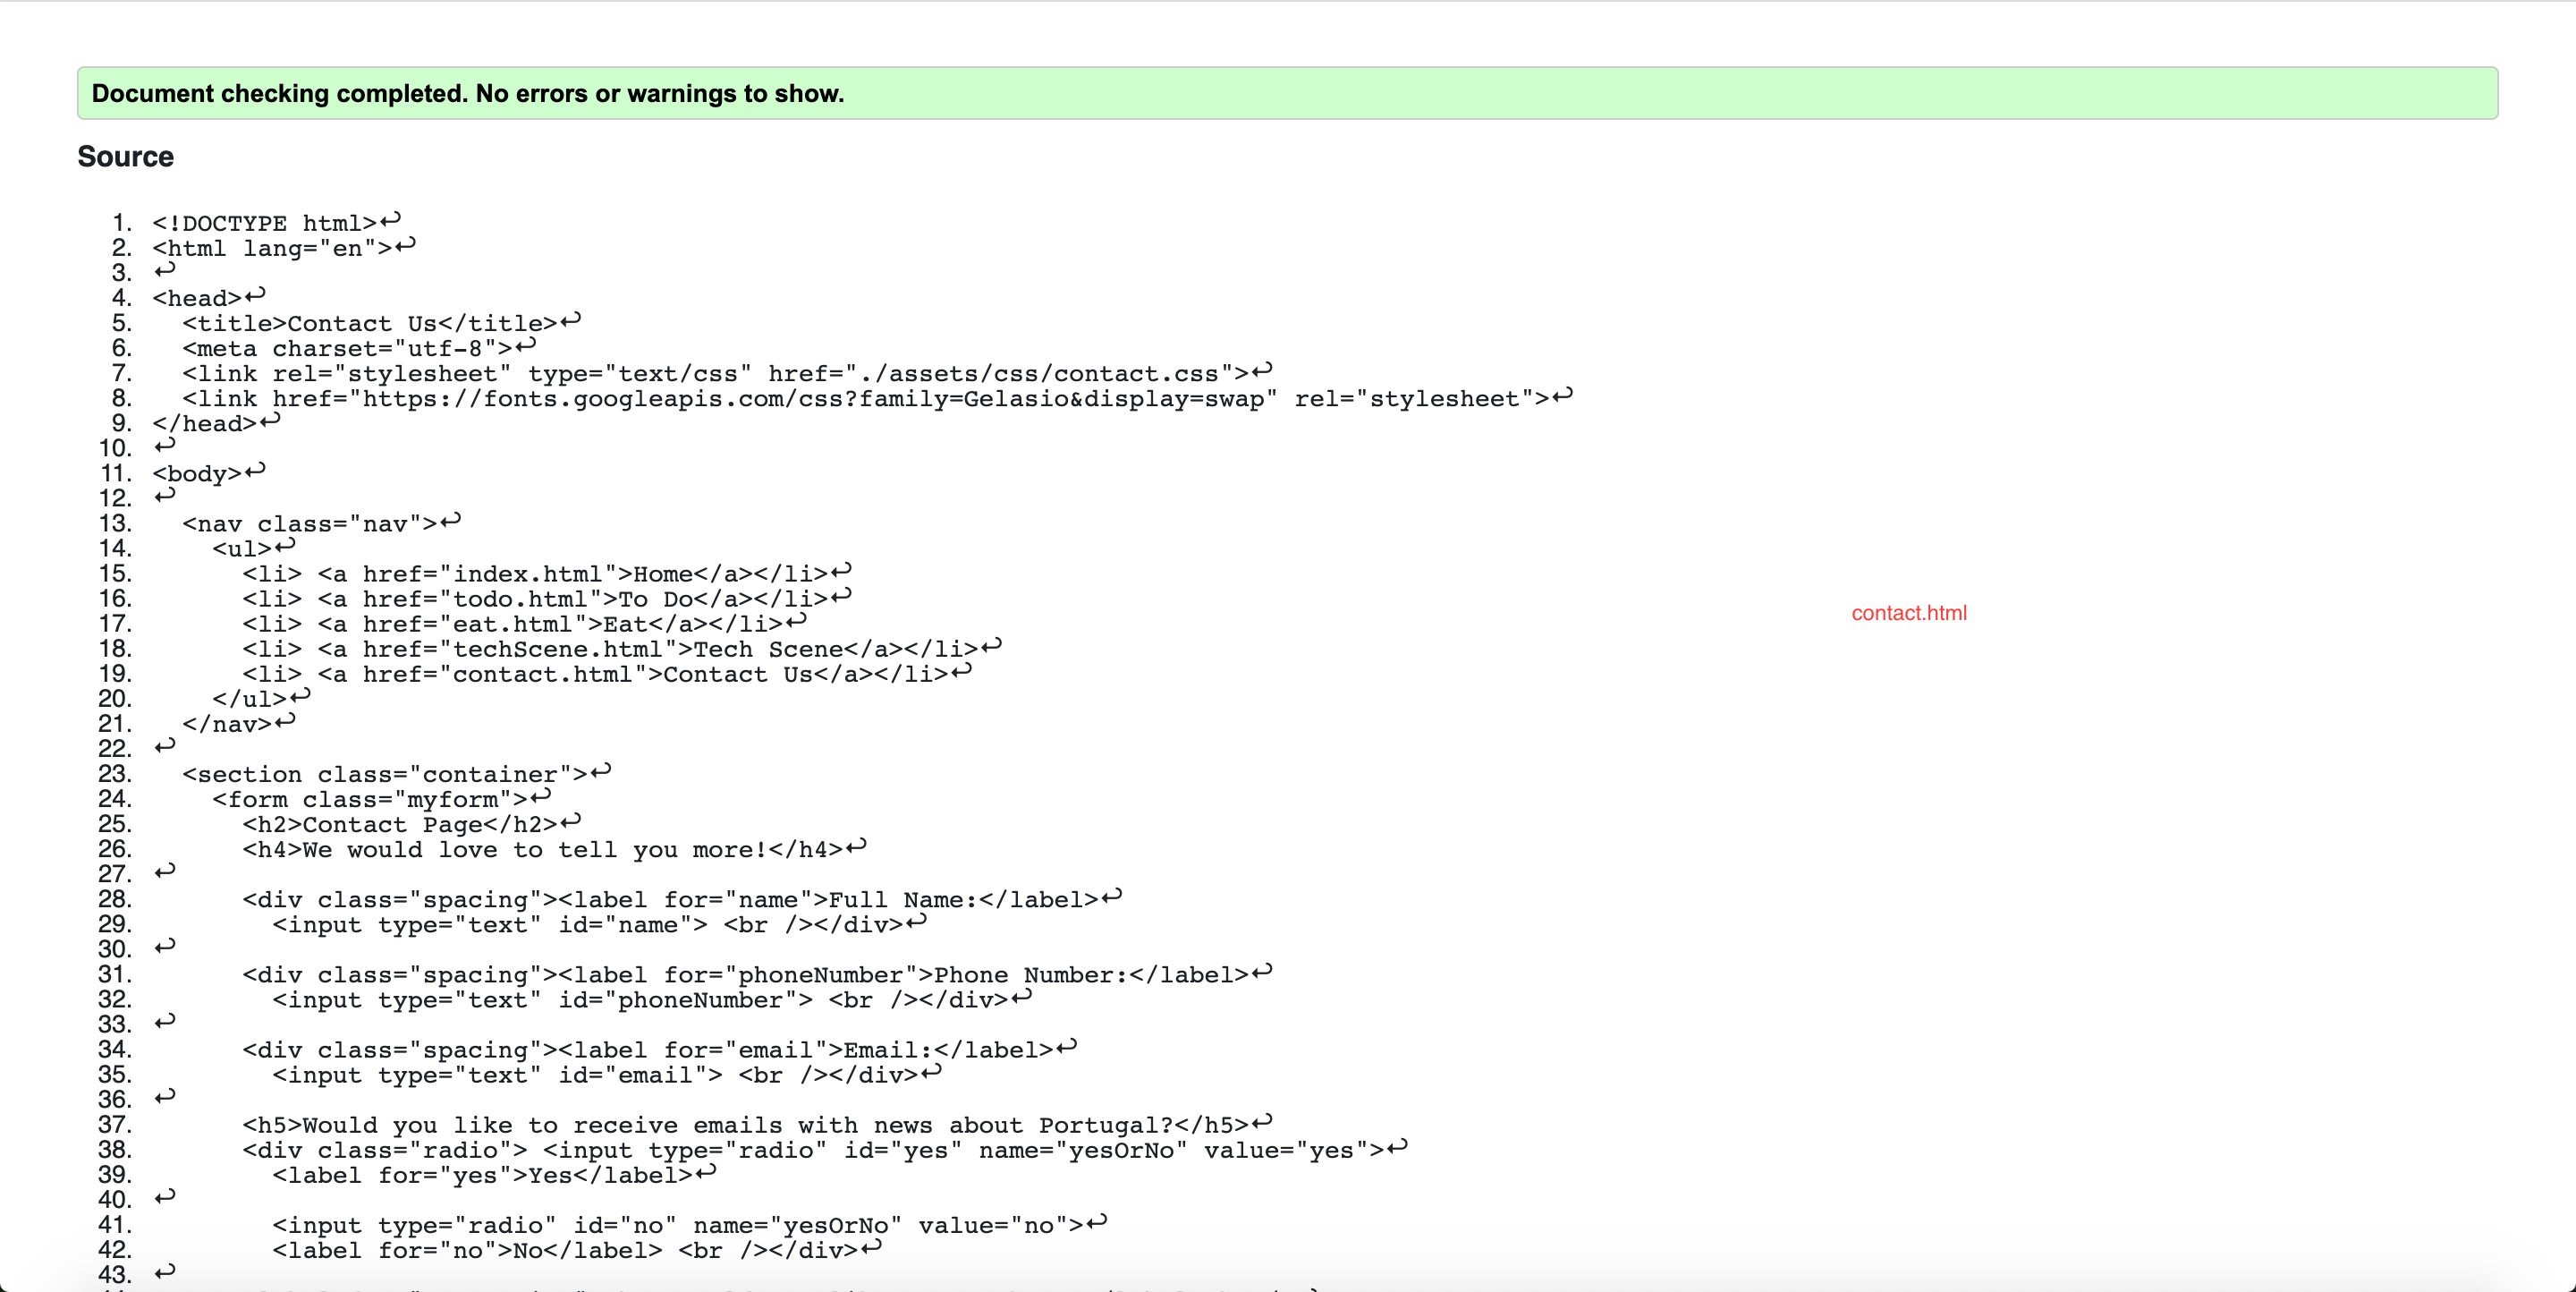 Document checking completed. No errors or warnings to show.
Source
1. <!DOCTYPE html>↩
2. <html lang="en">↩
3. ↩
4. <head>↩
5.   <title>Contact Us</title>↩
6.   <meta charset="utf-8">↩
7.   <link rel="stylesheet" type="text/css" href="./assets/css/contact.css">↩
8.   <link href="https://fonts.googleapis.com/css?family=Gelasio&display=swap" rel="stylesheet">↩
9. </head>↩
10. ↩
11. <body>↩
12. ↩
13.   <nav class="nav">↩
14.     <ul>↩
15.       <li> <a href="index.html">Home</a></li>↩
16.       <li> <a href="todo.html">To Do</a></li>↩
contact.html
17.       <li> <a href="eat.html">Eat</a></li>↩
18.       <li> <a href="techScene.html">Tech Scene</a></li>↩
19.       <li> <a href="contact.html">Contact Us</a></li>↩
20.     </ul>↩
21.   </nav>↩
22. ↩
23.   <section class="container">↩
24.     <form class="myform">↩
25.       <h2>Contact Page</h2>↩
26.       <h4>We would love to tell you more!</h4>↩
27. ↩
28.       <div class="spacing"><label for="name">Full Name:</label>↩
29.         <input type="text" id="name"> <br /></div>↩
30. ↩
31.       <div class="spacing"><label for="phoneNumber">Phone Number:</label>↩
32.         <input type="text" id="phoneNumber"> <br /></div>↩
33. ↩
34.       <div class="spacing"><label for="email">Email:</label>↩
35.         <input type="text" id="email"> <br /></div>↩
36. ↩
37.       <h5>Would you like to receive emails with news about Portugal?</h5>↩
38.       <div class="radio"> <input type="radio" id="yes" name="yesOrNo" value="yes">↩
39.         <label for="yes">Yes</label>↩
40. ↩
41.         <input type="radio" id="no" name="yesOrNo" value="no">↩
42.         <label for="no">No</label> <br /></div>↩
43. ↩